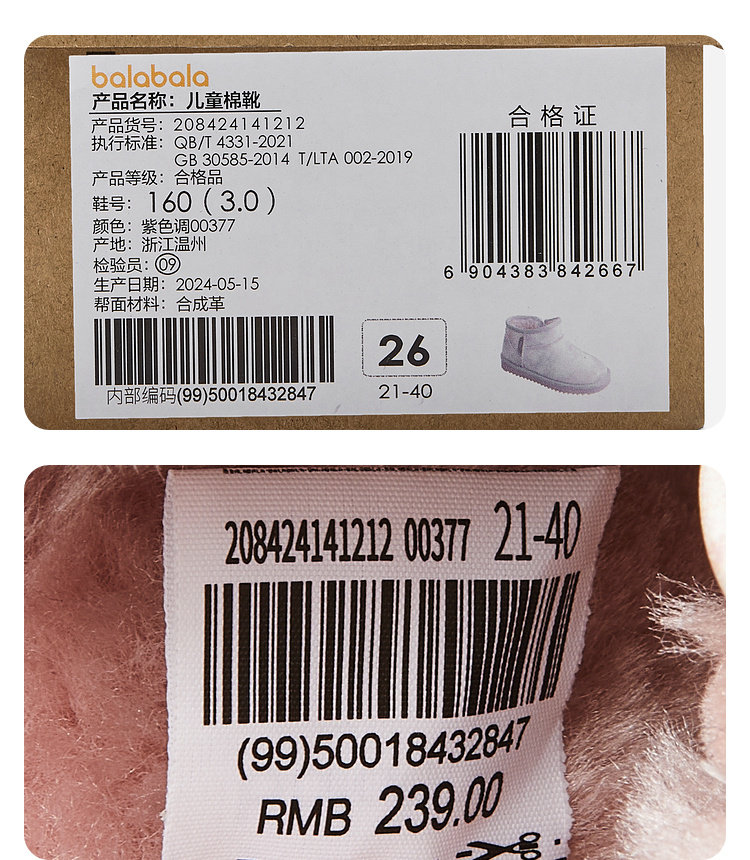 balabala
产品名称：儿童棉靴
产品货号：208424141212
执行标准：QB/T 4331-2021
GB 30585-2014 T/LTA 002-2019
产品等级：合格品
鞋号：160（3.0）
颜色：紫色调00377
产地：浙江温州
检验员：09
生产日期：2024-05-15
帮面材料：合成革
内部编码(99)50018432847
26
21-40
合格证
6 904383 842667
208424141212 00377 21-40
(99)50018432847
RMB 239.00